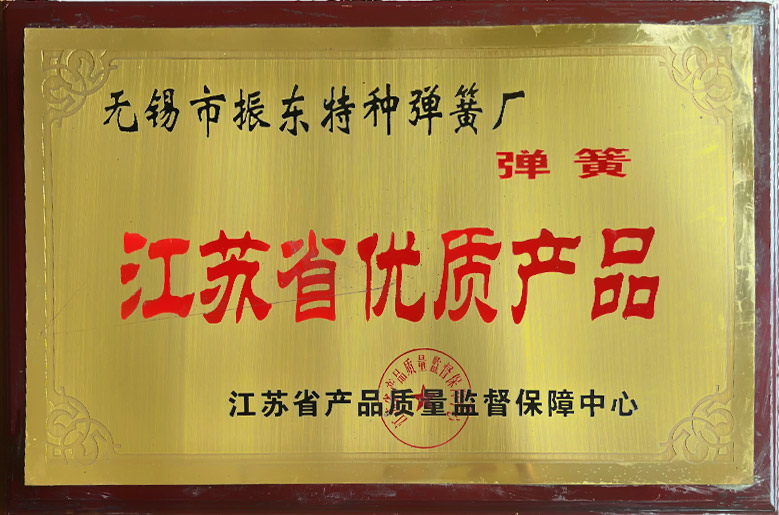 无锡市振东特种弹簧厂
弹簧
江苏省优质产品
江苏省产品质量监督保障中心